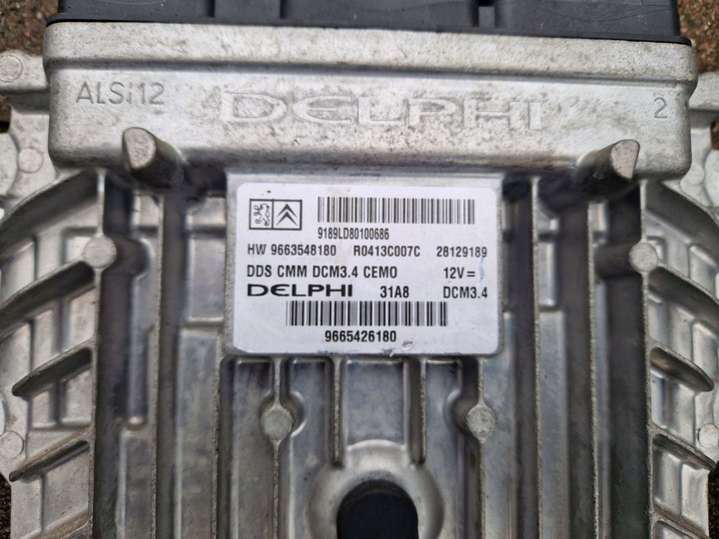 ALSi12 DELPHI 2
9189LD80100686
HW 9663548180 R0413C007C 28129189
DDS CMM DCM3.4 CEMO 12V=
DELPHI 31A8 DCM3.4
9665426180